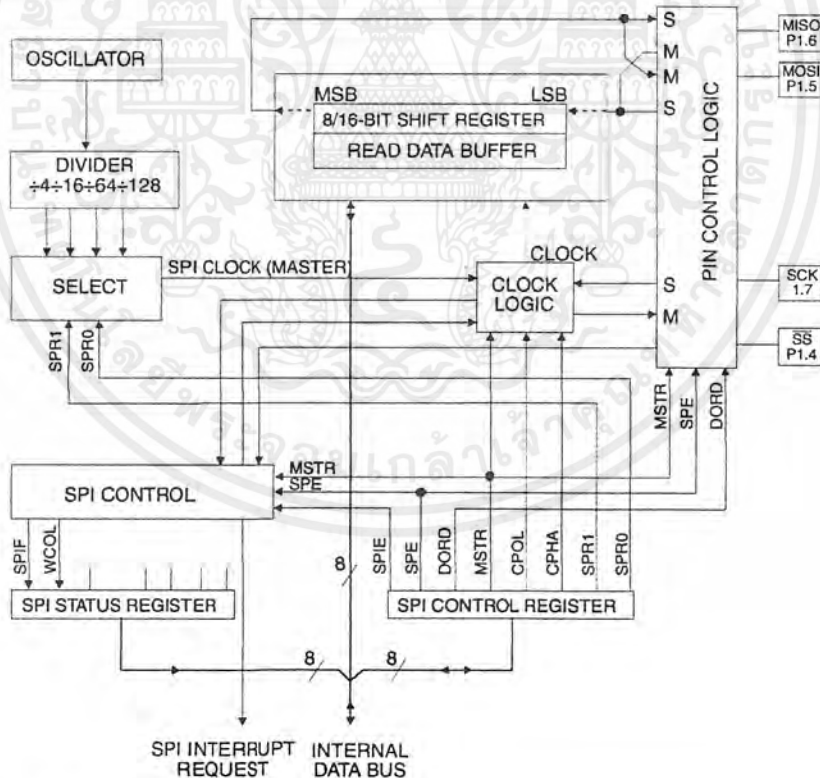 OSCILLATOR
DIVIDER
÷4÷16÷64÷128
SELECT
SPI CLOCK (MASTER)
SPR1
SPR0
MSB
LSB
8/16-BIT SHIFT REGISTER
READ DATA BUFFER
CLOCK
CLOCK
LOGIC
S
M
M
S
S
M
PIN CONTROL LOGIC
MISO
P1.6
MOSI
P1.5
SCK
1.7
SS
P1.4
MSTR
SPE
DORD
SPI CONTROL
MSTR
SPE
SPIF
WCOL
SPI STATUS REGISTER
SPIE
SPE
DORD
MSTR
CPOL
CPHA
SPR1
SPR0
SPI CONTROL REGISTER
8
8
8
SPI INTERRUPT
REQUEST
INTERNAL
DATA BUS